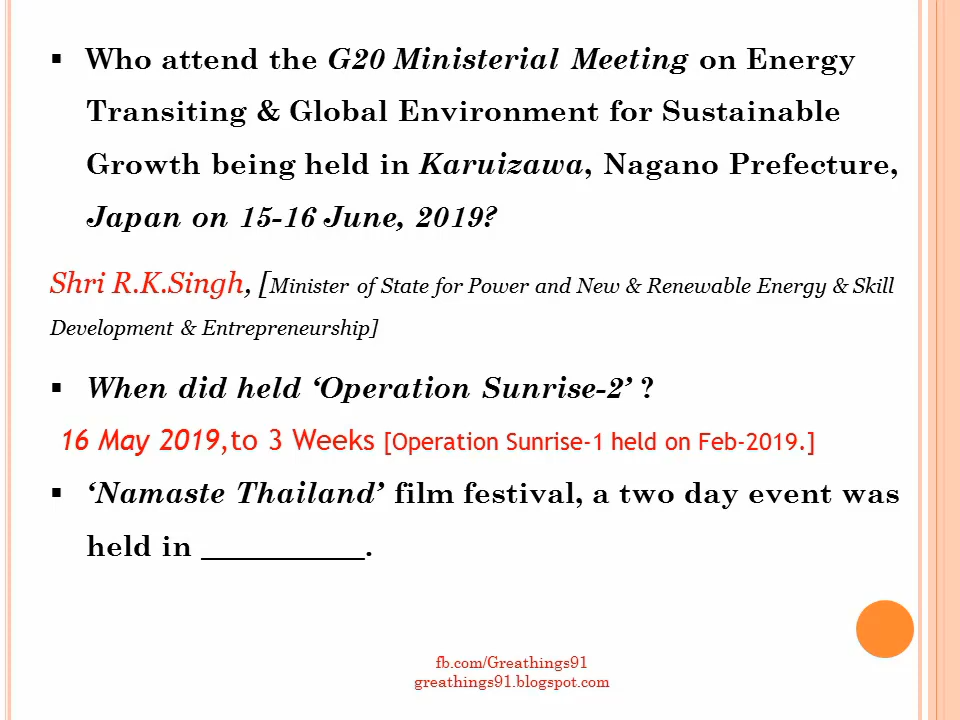 ▪ Who attend the G20 Ministerial Meeting on Energy
Transiting & Global Environment for Sustainable
Growth being held in Karuizawa, Nagano Prefecture,
Japan on 15-16 June, 2019?
Shri R.K.Singh, [Minister of State for Power and New & Renewable Energy & Skill
Development & Entrepreneurship]
▪ When did held ‘Operation Sunrise-2’ ?
16 May 2019,to 3 Weeks [Operation Sunrise-1 held on Feb-2019.]
▪ ‘Namaste Thailand’ film festival, a two day event was
held in __________.
fb.com/Greathings91
greathings91.blogspot.com